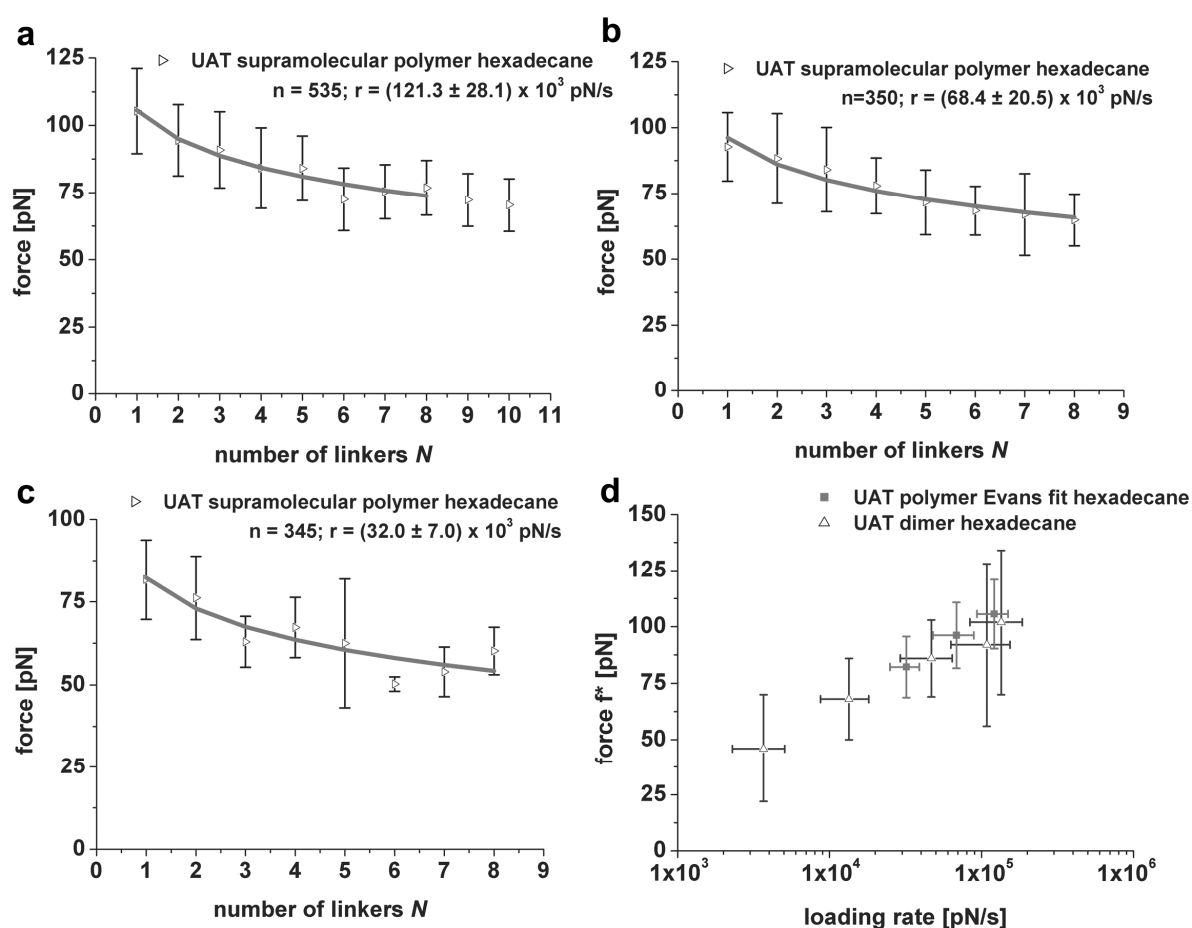 a
UAT supramolecular polymer hexadecane
n = 535; r = (121.3 ± 28.1) x 10³ pN/s
125
100
75
50
25
0
force [pN]
0 1 2 3 4 5 6 7 8 9 10 11
number of linkers N
b
UAT supramolecular polymer hexadecane
n=350; r = (68.4 ± 20.5) x 10³ pN/s
125
100
75
50
25
0
force [pN]
0 1 2 3 4 5 6 7 8 9
number of linkers N
c
UAT supramolecular polymer hexadecane
n = 345; r = (32.0 ± 7.0) x 10³ pN/s
100
75
50
25
0
force [pN]
0 1 2 3 4 5 6 7 8 9
number of linkers N
d
UAT polymer Evans fit hexadecane
UAT dimer hexadecane
150
125
100
75
50
25
0
force f* [pN]
1x10³ 1x10⁴ 1x10⁵ 1x10⁶
loading rate [pN/s]